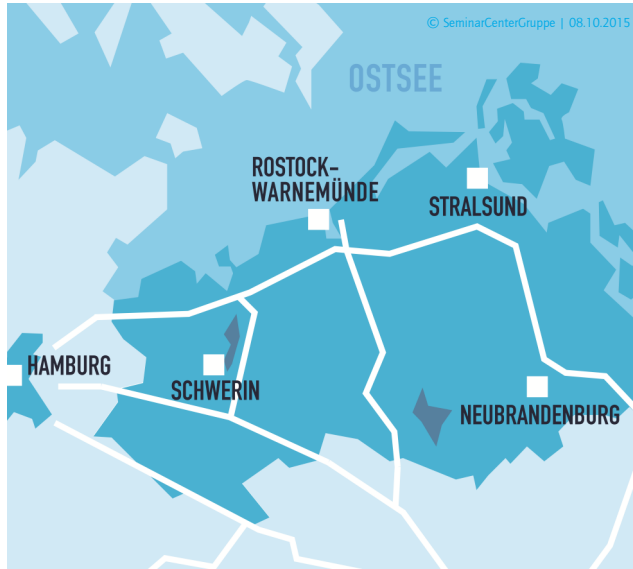 © SeminarCenterGruppe | 08.10.2015
OSTSEE
ROSTOCK-
WARNEMÜNDE
STRALSUND
HAMBURG
SCHWERIN
NEUBRANDENBURG